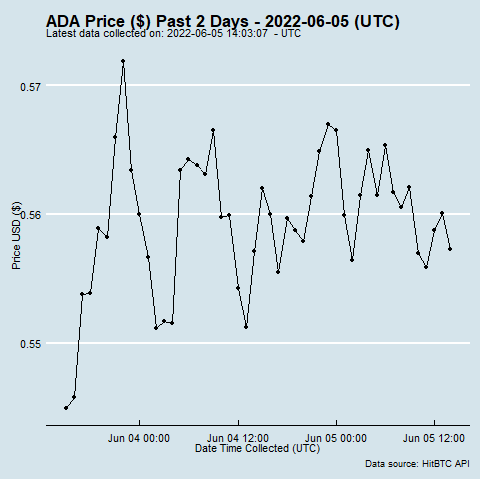 ADA Price ($) Past 2 Days - 2022-06-05 (UTC)
Latest data collected on: 2022-06-05 14:03:07  - UTC
0.57
0.56
0.55
Price USD ($)
Jun 04 00:00
Jun 04 12:00
Jun 05 00:00
Jun 05 12:00
Date Time Collected (UTC)
Data source: HitBTC API